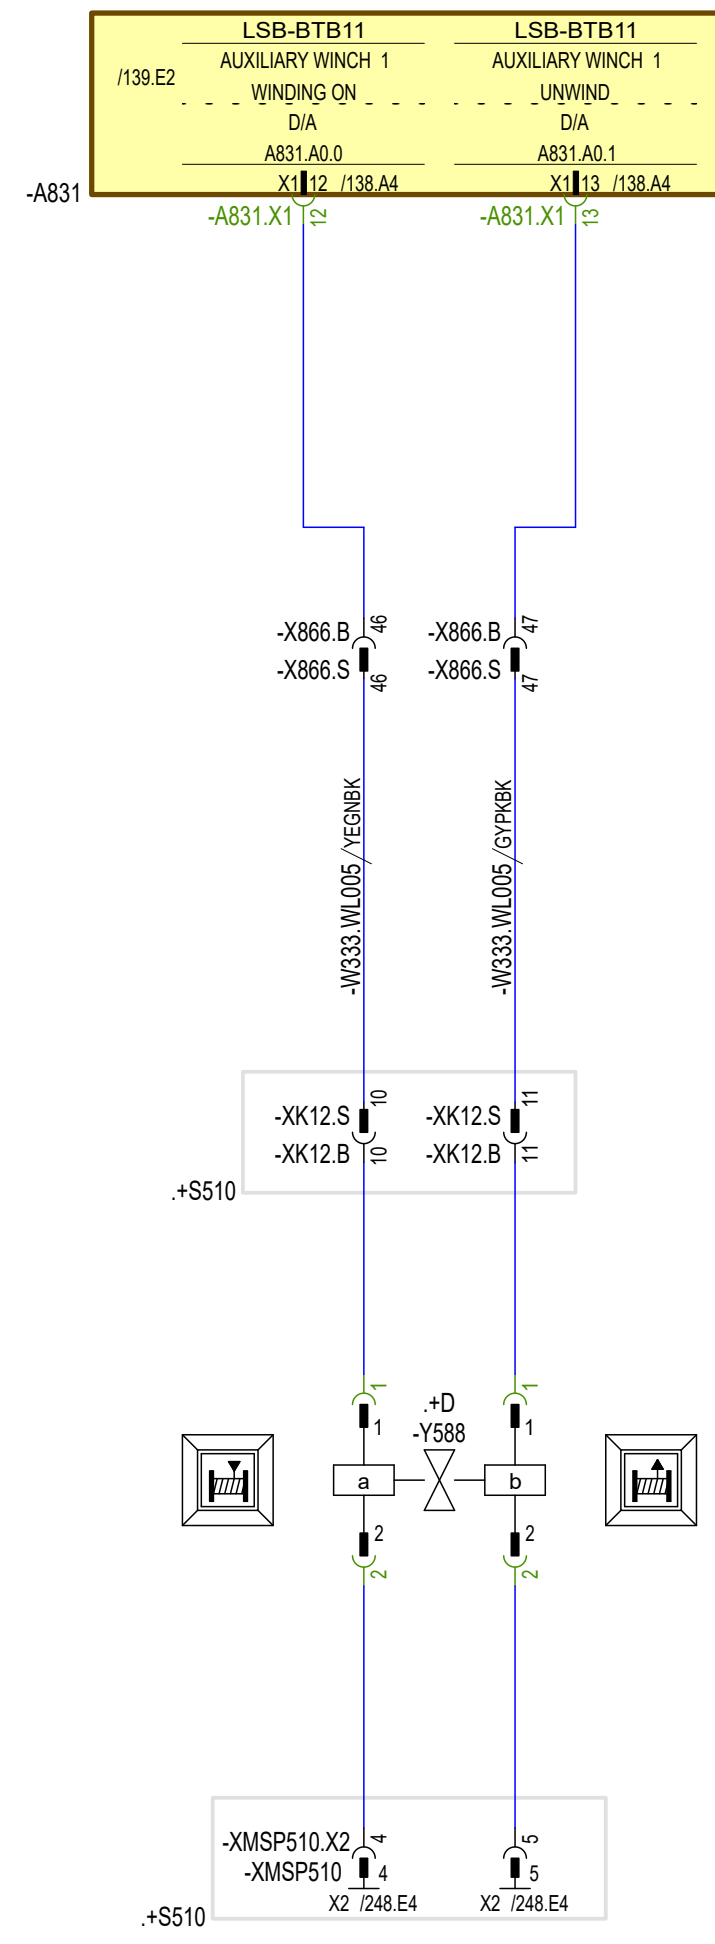 LSB-BTB11 LSB-BTB11
/139.E2
AUXILIARY WINCH 1 AUXILIARY WINCH 1
WINDING ON UNWIND
D/A D/A
A831.A0.0 A831.A0.1
-A831
X1 12 /138.A4 X1 13 /138.A4
-A831.X1 12 -A831.X1 13
-X866.B 46 -X866.B 47
-X866.S 46 -X866.S 47
-W333.WL005 /YEGNBK -W333.WL005 /GYPKBK
-XK12.S 10 -XK12.S 11
-XK12.B 10 -XK12.B 11
.+S510
1 1
.+D
1 -Y588 1
a b
2 2
2 2
-XMSP510.X2 4 5
-XMSP510 4 5
X2 /248.E4 X2 /248.E4
.+S510